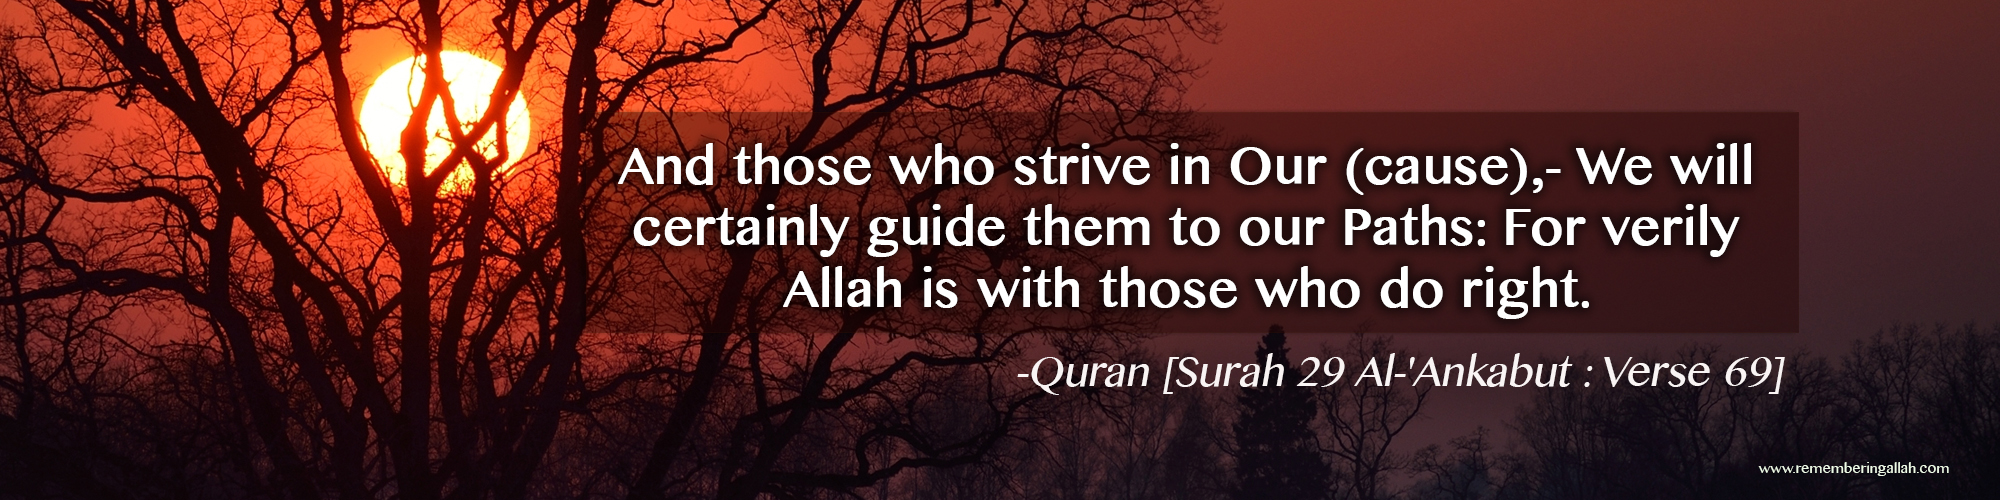 And those who strive in Our (cause),- We will
certainly guide them to our Paths: For verily
Allah is with those who do right.
-Quran [Surah 29 Al-'Ankabut : Verse 69]
www.rememberingallah.com